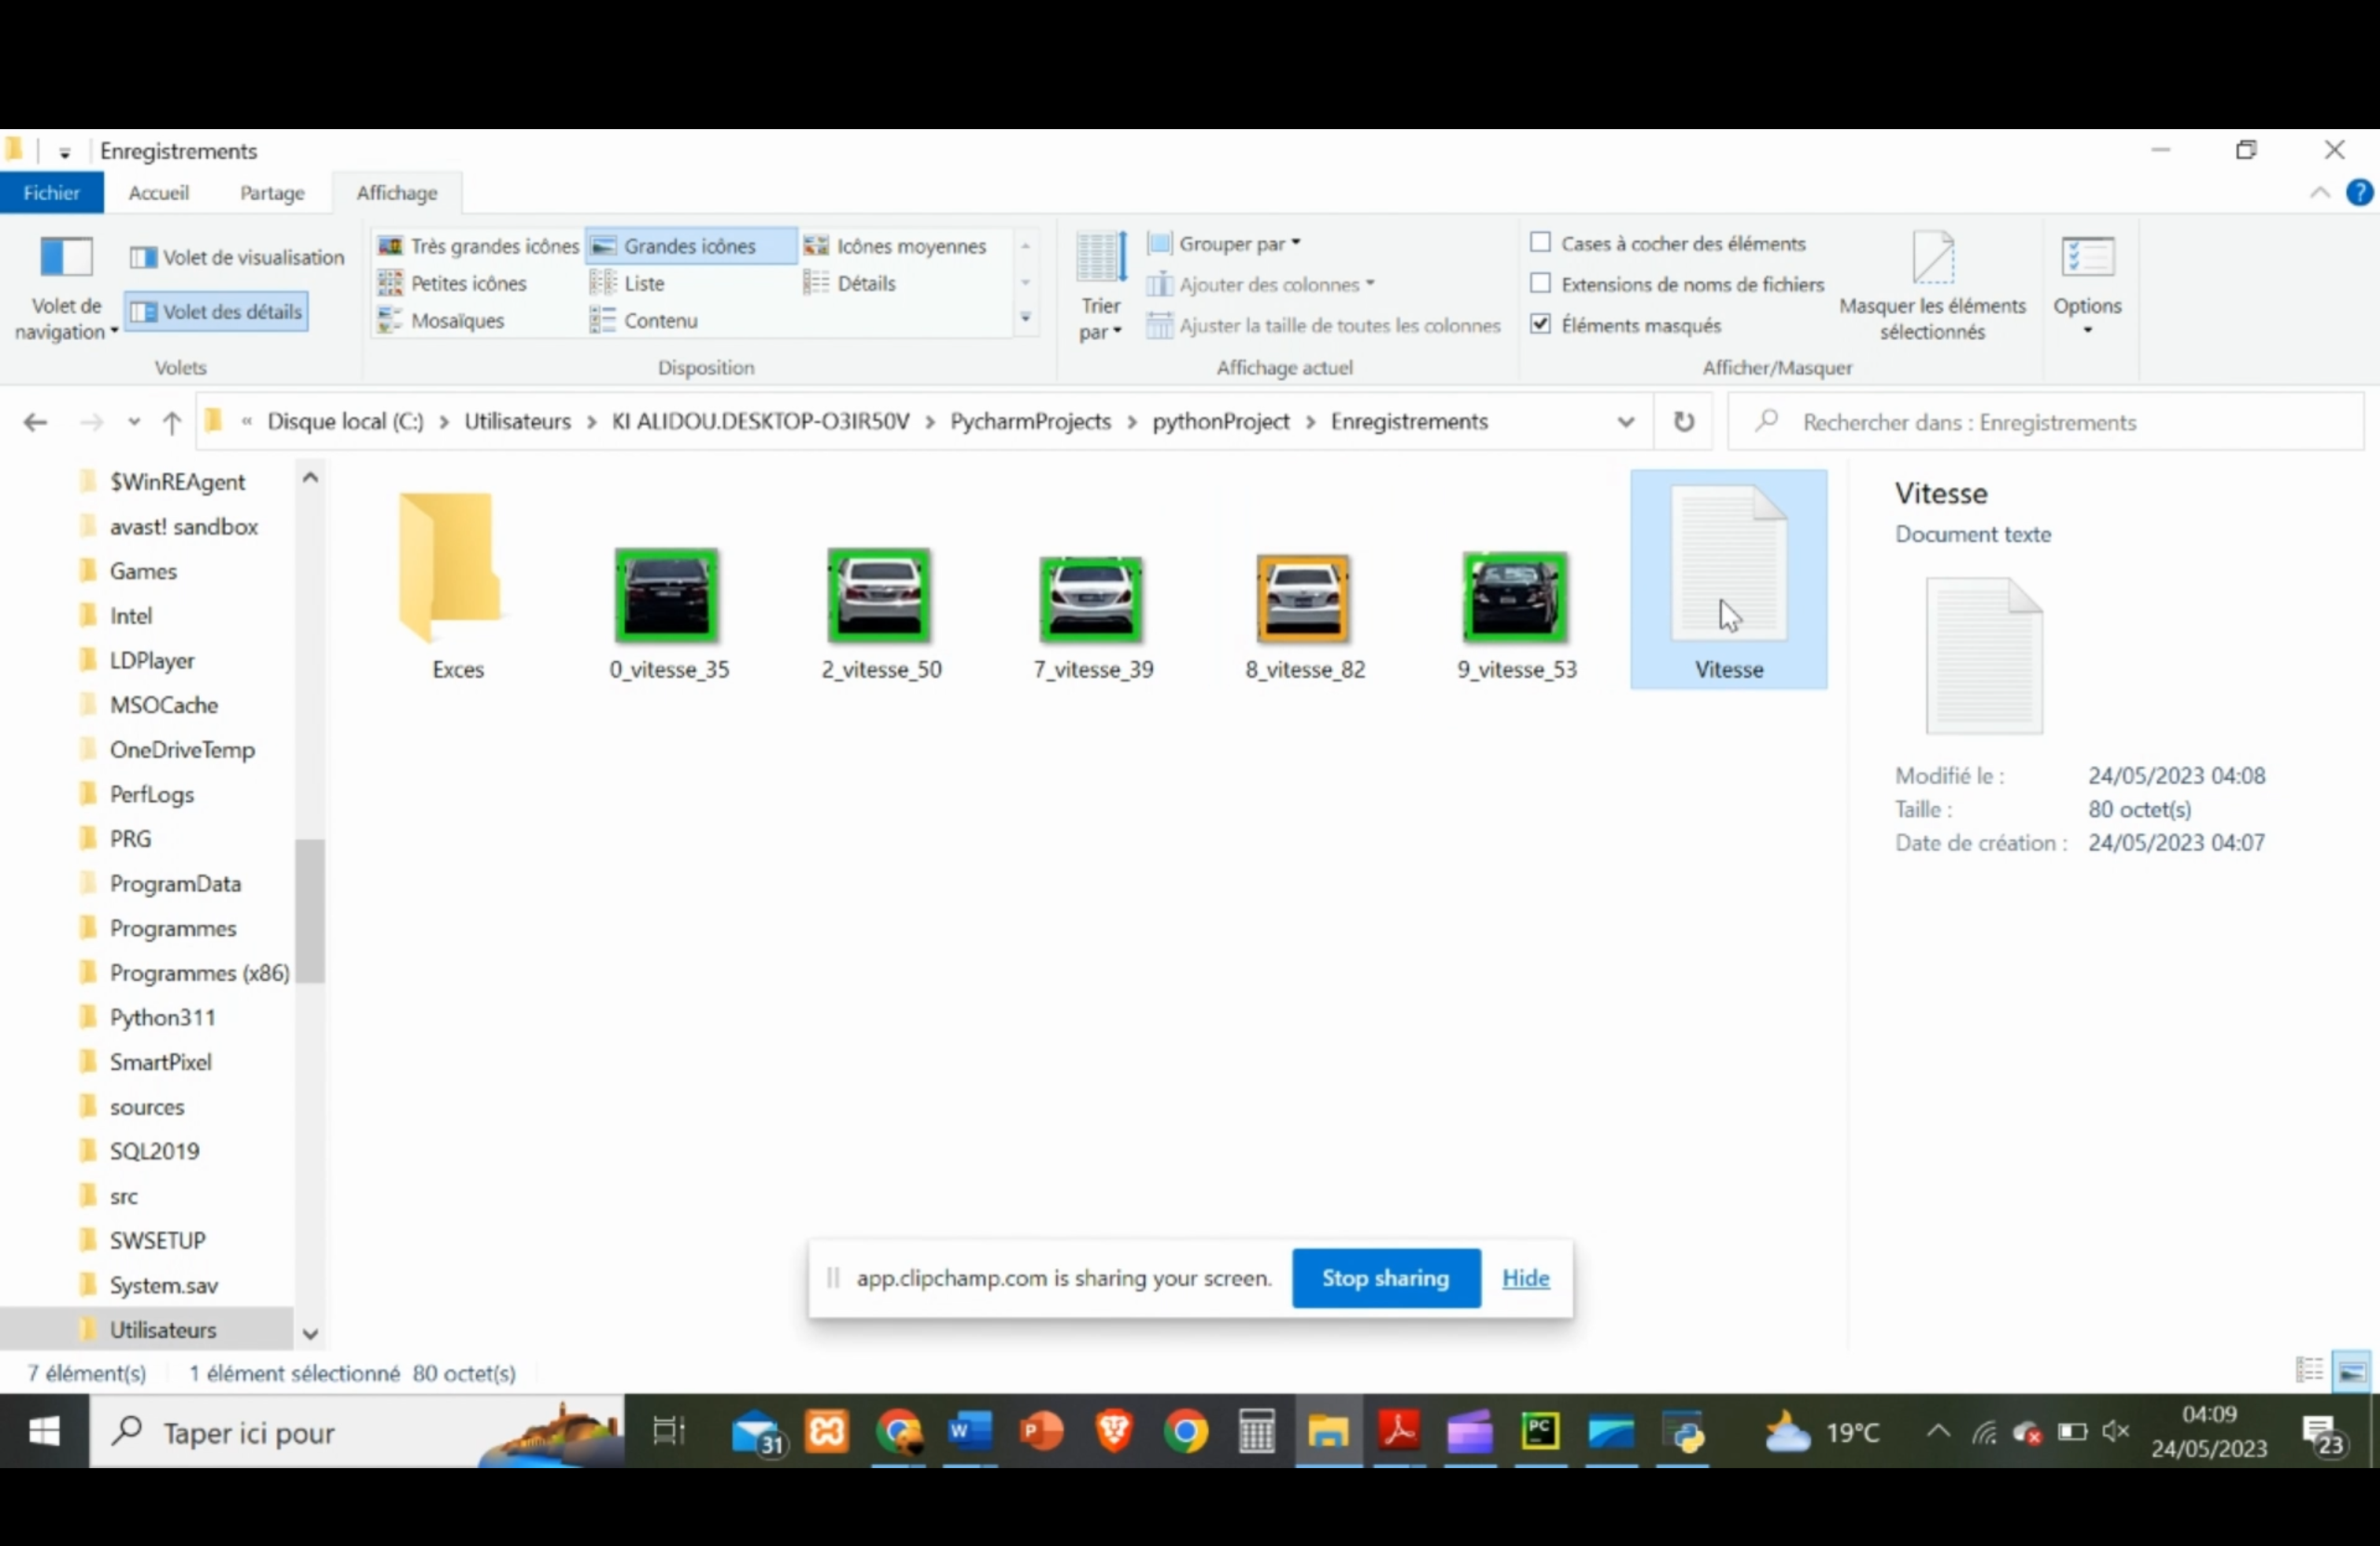 Enregistrements
Fichier Accueil Partage Affichage
Volet de navigation
Volet de visualisation
Volet des détails
Volets
Très grandes icônes Grandes icônes Icônes moyennes
Petites icônes Liste Détails
Mosaïques Contenu
Disposition
Trier par
Grouper par
Ajouter des colonnes
Ajuster la taille de toutes les colonnes
Affichage actuel
Cases à cocher des éléments
Extensions de noms de fichiers
Éléments masqués
Masquer les éléments sélectionnés
Afficher/Masquer
Options
« Disque local (C:) > Utilisateurs > KI ALIDOU.DESKTOP-O3IR50V > PycharmProjects > pythonProject > Enregistrements
Rechercher dans : Enregistrements
$WinREAgent
avast! sandbox
Games
Intel
LDPlayer
MSOCache
OneDriveTemp
PerfLogs
PRG
ProgramData
Programmes
Programmes (x86)
Python311
SmartPixel
sources
SQL2019
src
SWSETUP
System.sav
Utilisateurs
Exces 0_vitesse_35 2_vitesse_50 7_vitesse_39 8_vitesse_82 9_vitesse_53 Vitesse
Vitesse
Document texte
Modifié le : 24/05/2023 04:08
Taille : 80 octet(s)
Date de création : 24/05/2023 04:07
app.clipchamp.com is sharing your screen. Stop sharing Hide
7 élément(s) 1 élément sélectionné 80 octet(s)
Taper ici pour
31
W
P
PC
19°C
04:09
24/05/2023
23